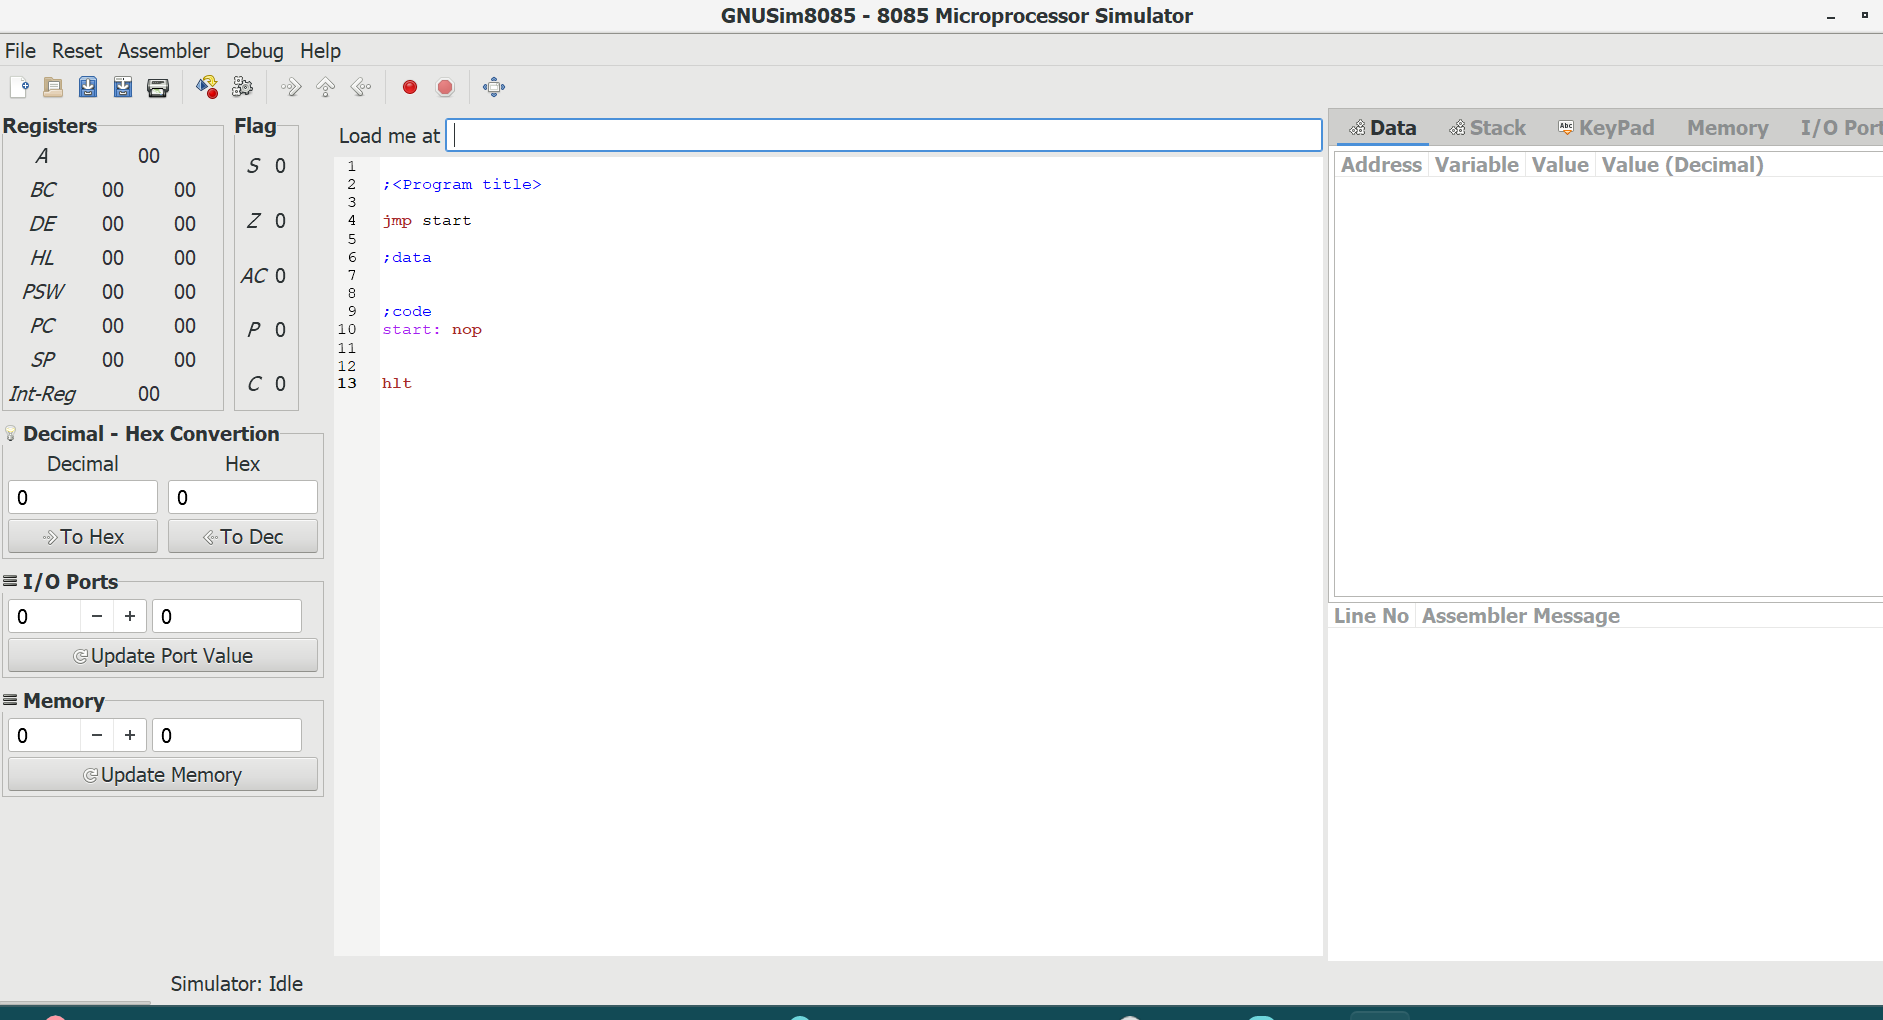 GNUSim8085 - 8085 Microprocessor Simulator
File Reset Assembler Debug Help
Registers
A 00
BC 00 00
DE 00 00
HL 00 00
PSW 00 00
PC 00 00
SP 00 00
Int-Reg 00
Flag
S 0
Z 0
AC 0
P 0
C 0
Decimal - Hex Convertion
Decimal Hex
0 0
To Hex To Dec
I/O Ports
0 − + 0
Update Port Value
Memory
0 − + 0
Update Memory
Load me at
1
2 ;<Program title>
3
4 jmp start
5
6 ;data
7
8
9 ;code
10 start: nop
11
12
13 hlt
Data Stack Abc KeyPad Memory I/O Port
Address Variable Value Value (Decimal)
Line No Assembler Message
Simulator: Idle